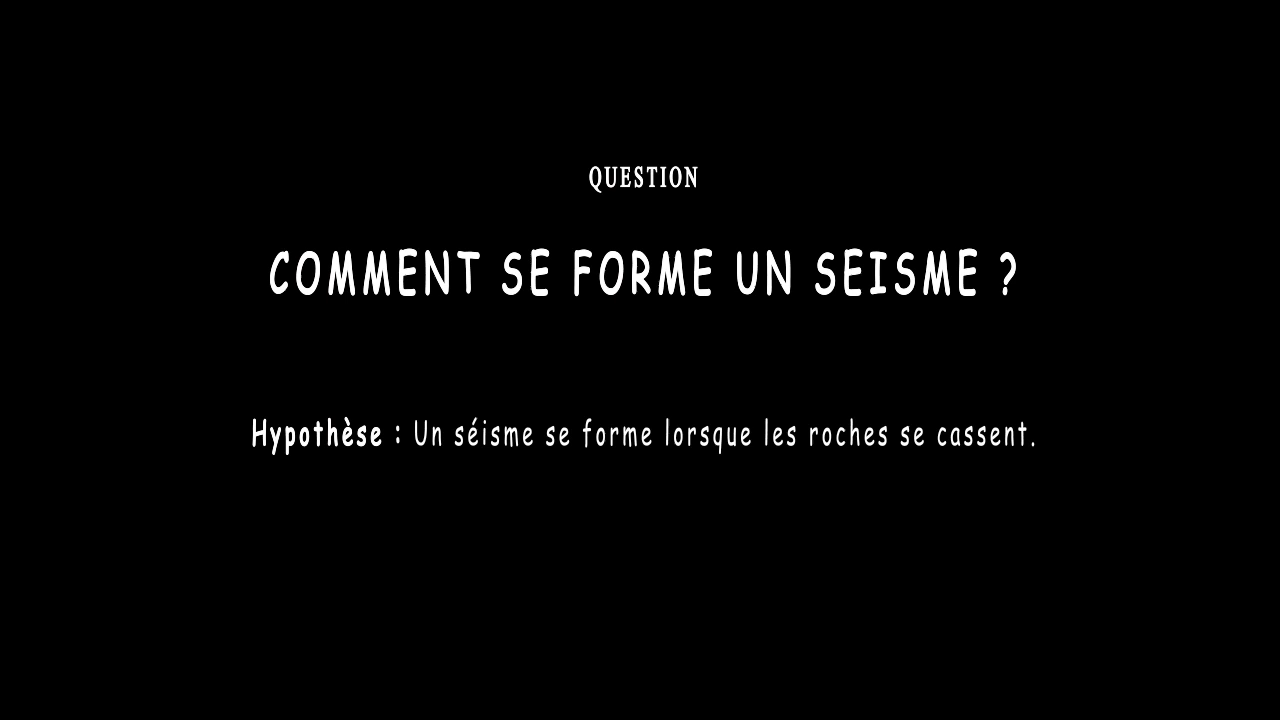 QUESTION
COMMENT SE FORME UN SEISME ?
Hypothèse : Un séisme se forme lorsque les roches se cassent.